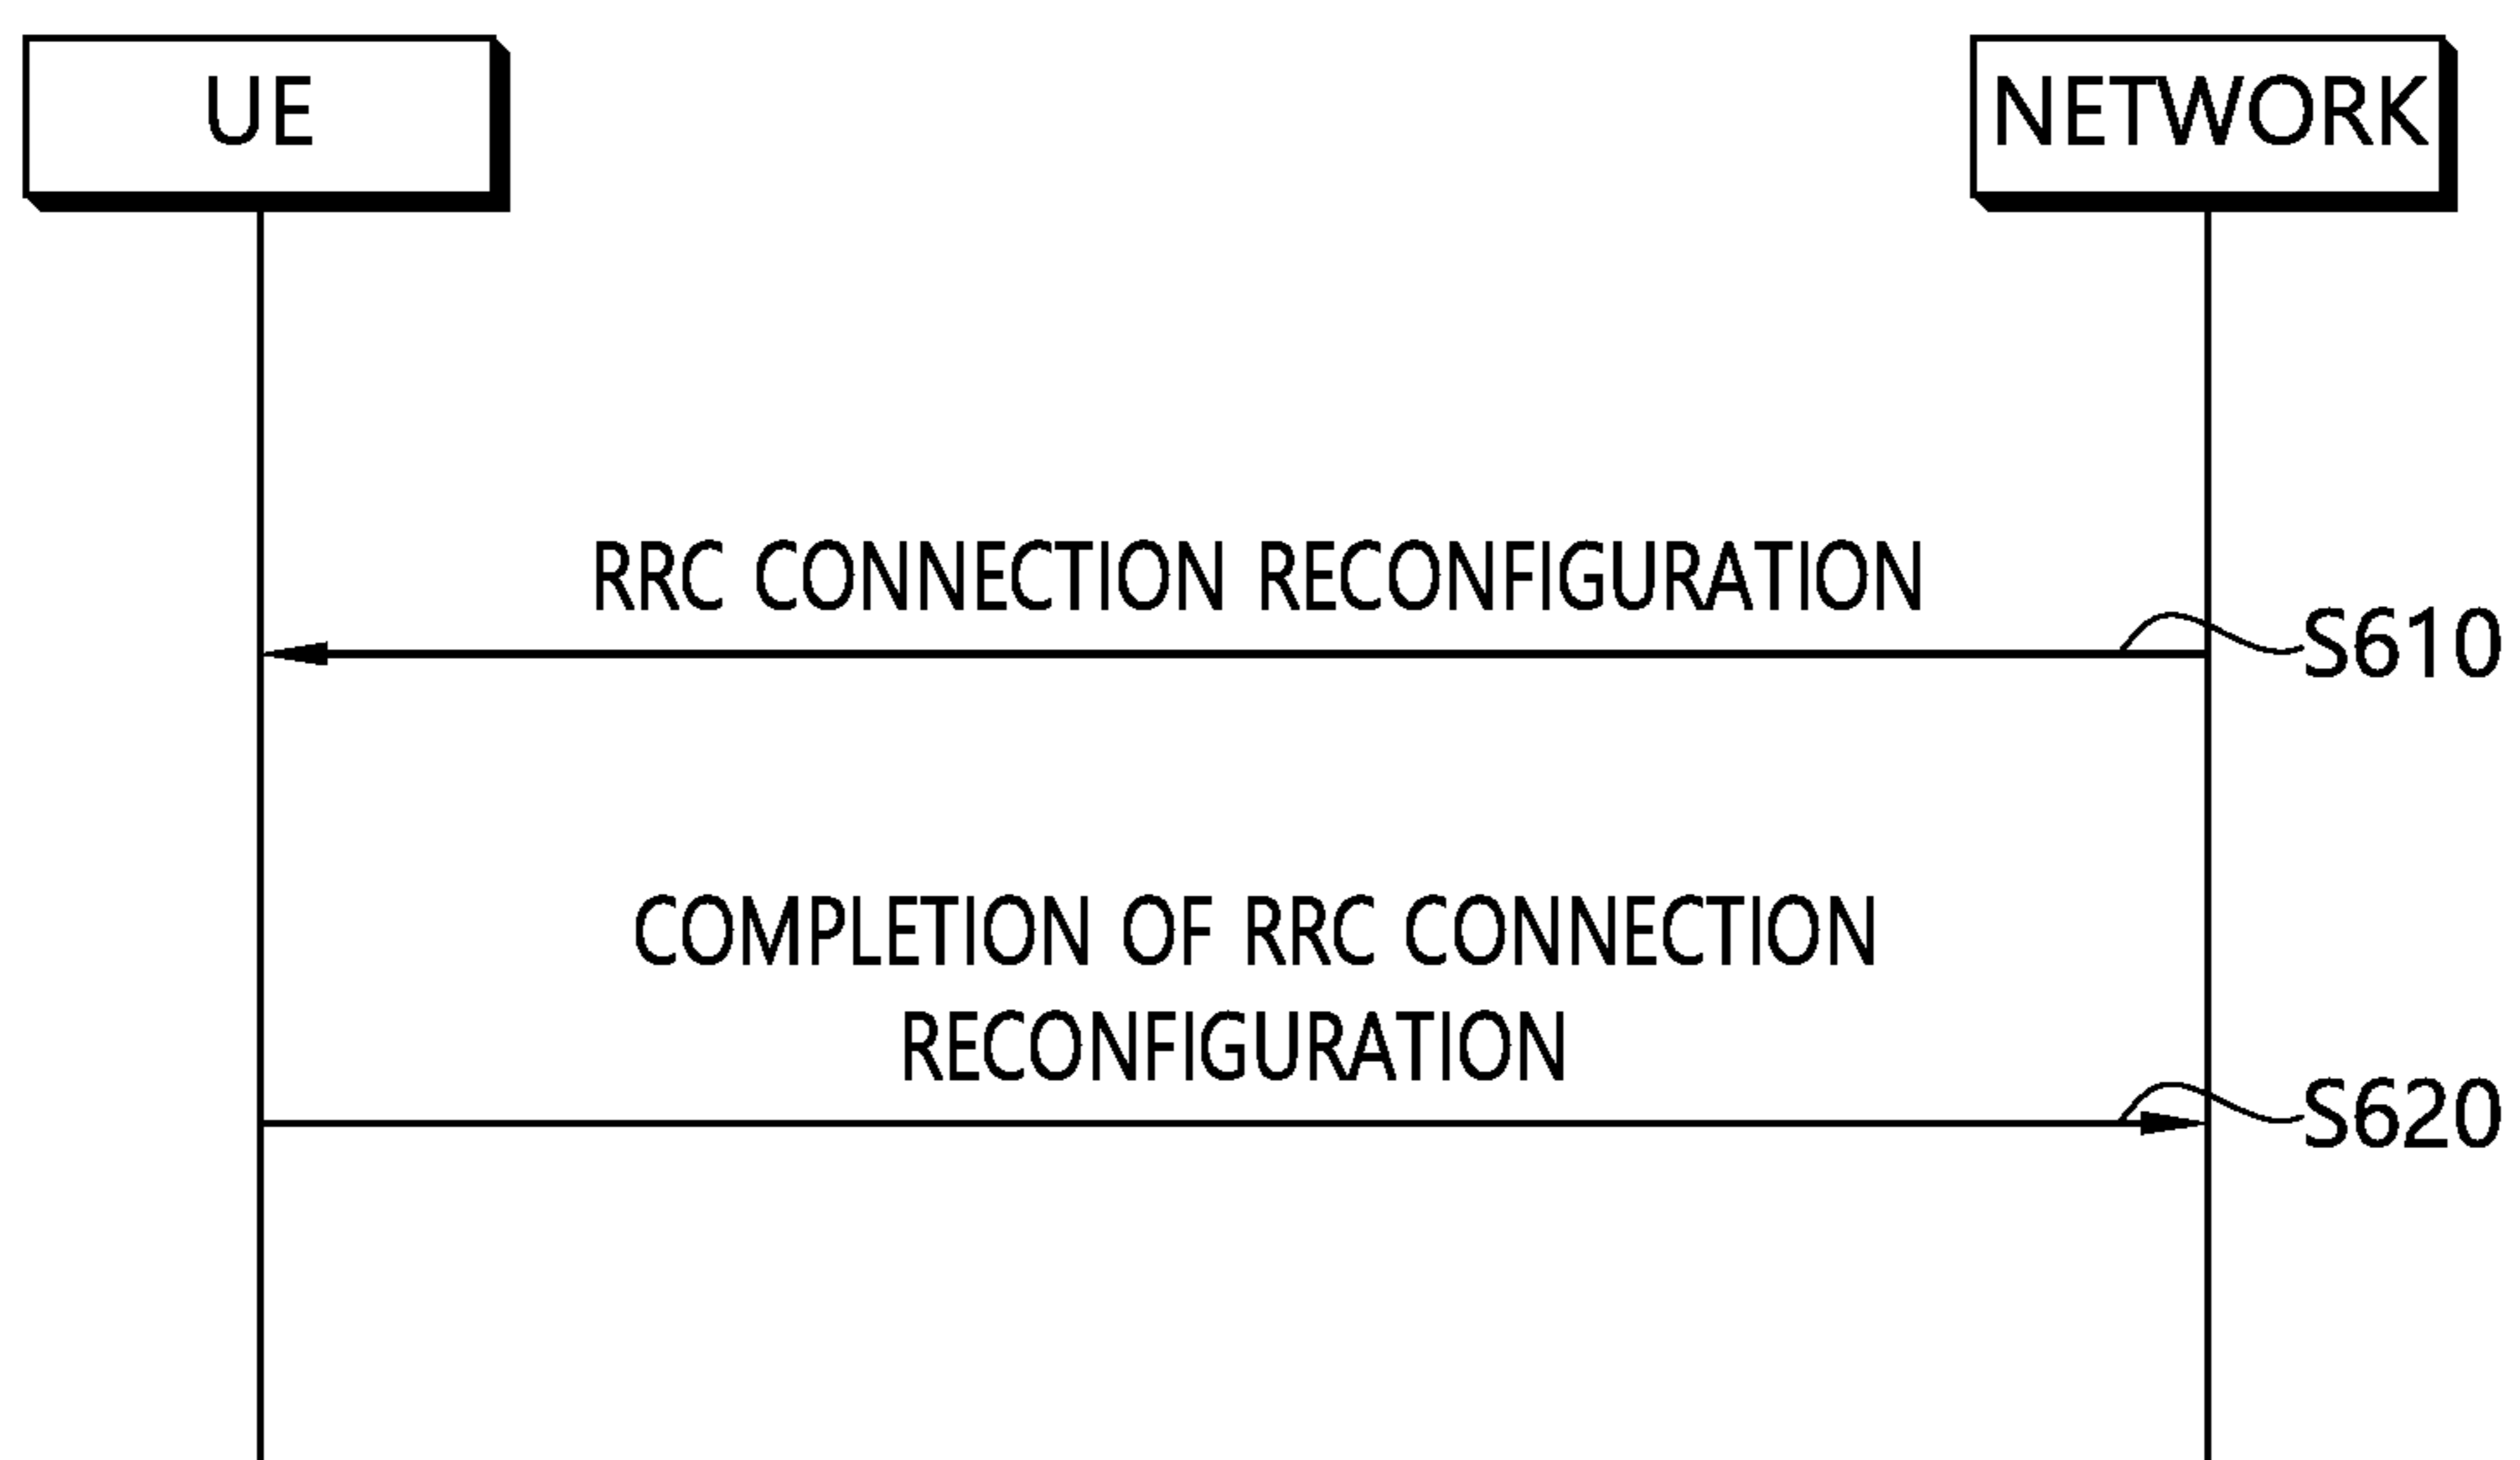 UE
NETWORK
RRC CONNECTION RECONFIGURATION
S610
COMPLETION OF RRC CONNECTION
RECONFIGURATION
S620